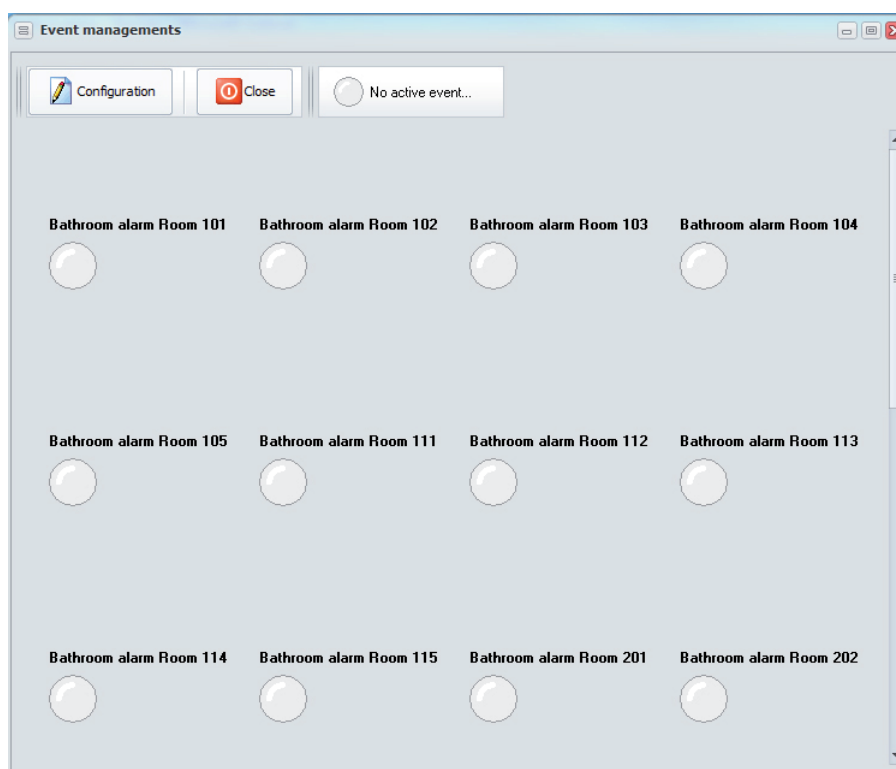 Event managements
Configuration
Close
No active event...
Bathroom alarm Room 101
Bathroom alarm Room 102
Bathroom alarm Room 103
Bathroom alarm Room 104
Bathroom alarm Room 105
Bathroom alarm Room 111
Bathroom alarm Room 112
Bathroom alarm Room 113
Bathroom alarm Room 114
Bathroom alarm Room 115
Bathroom alarm Room 201
Bathroom alarm Room 202